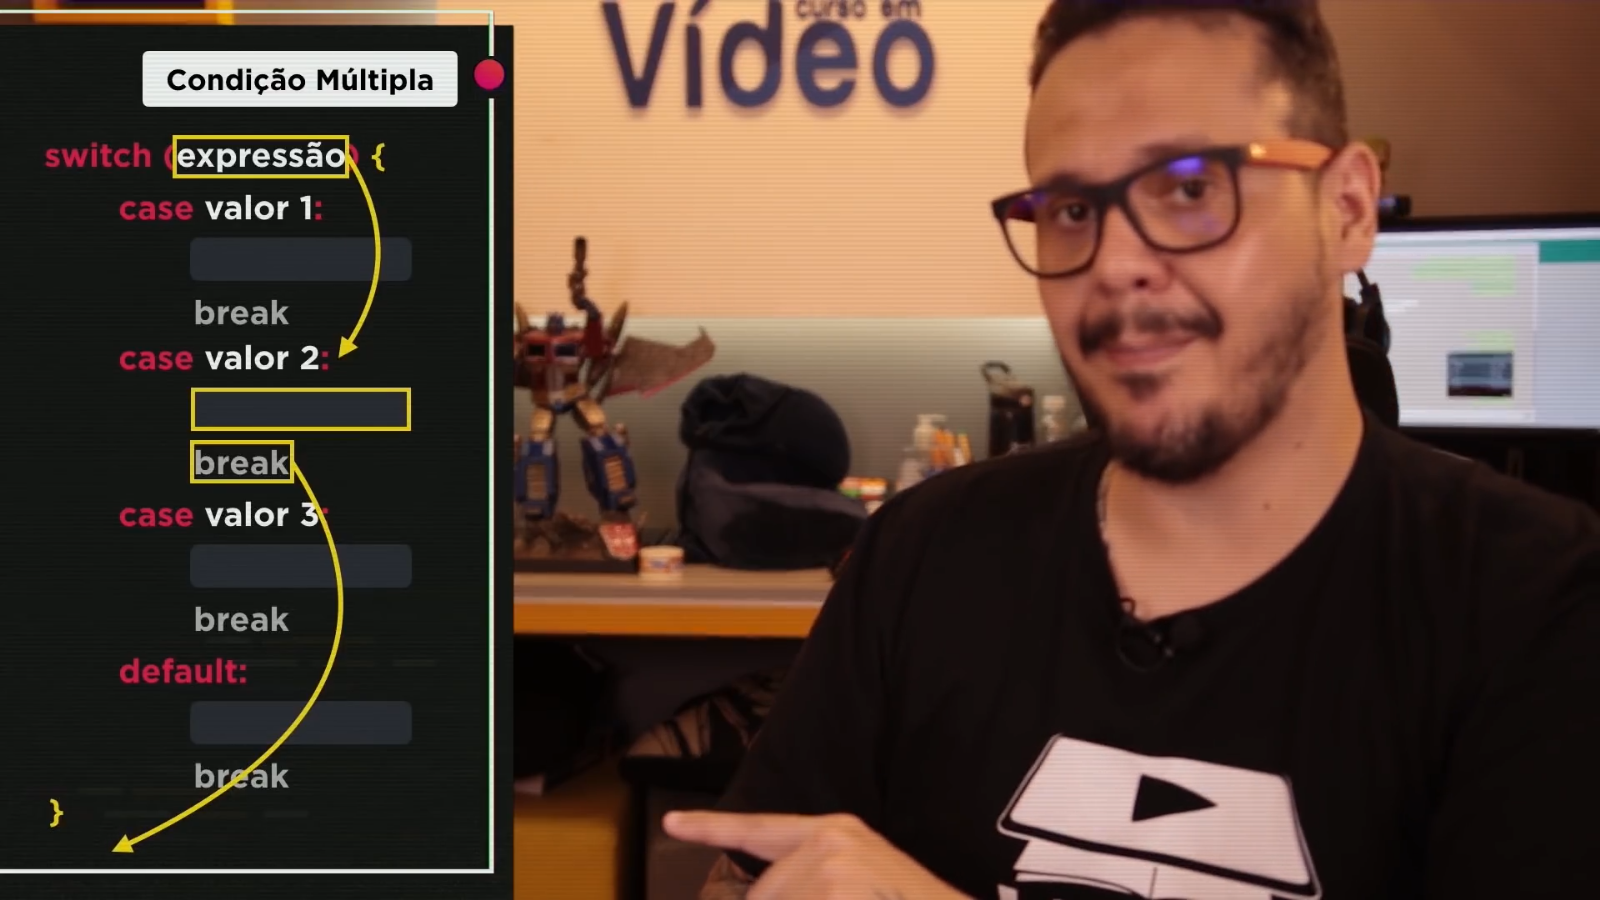 Condição Múltipla
switch (expressão) {
case valor 1:
break
case valor 2:
break
case valor 3:
break
default:
break
}
curso em
Vídeo